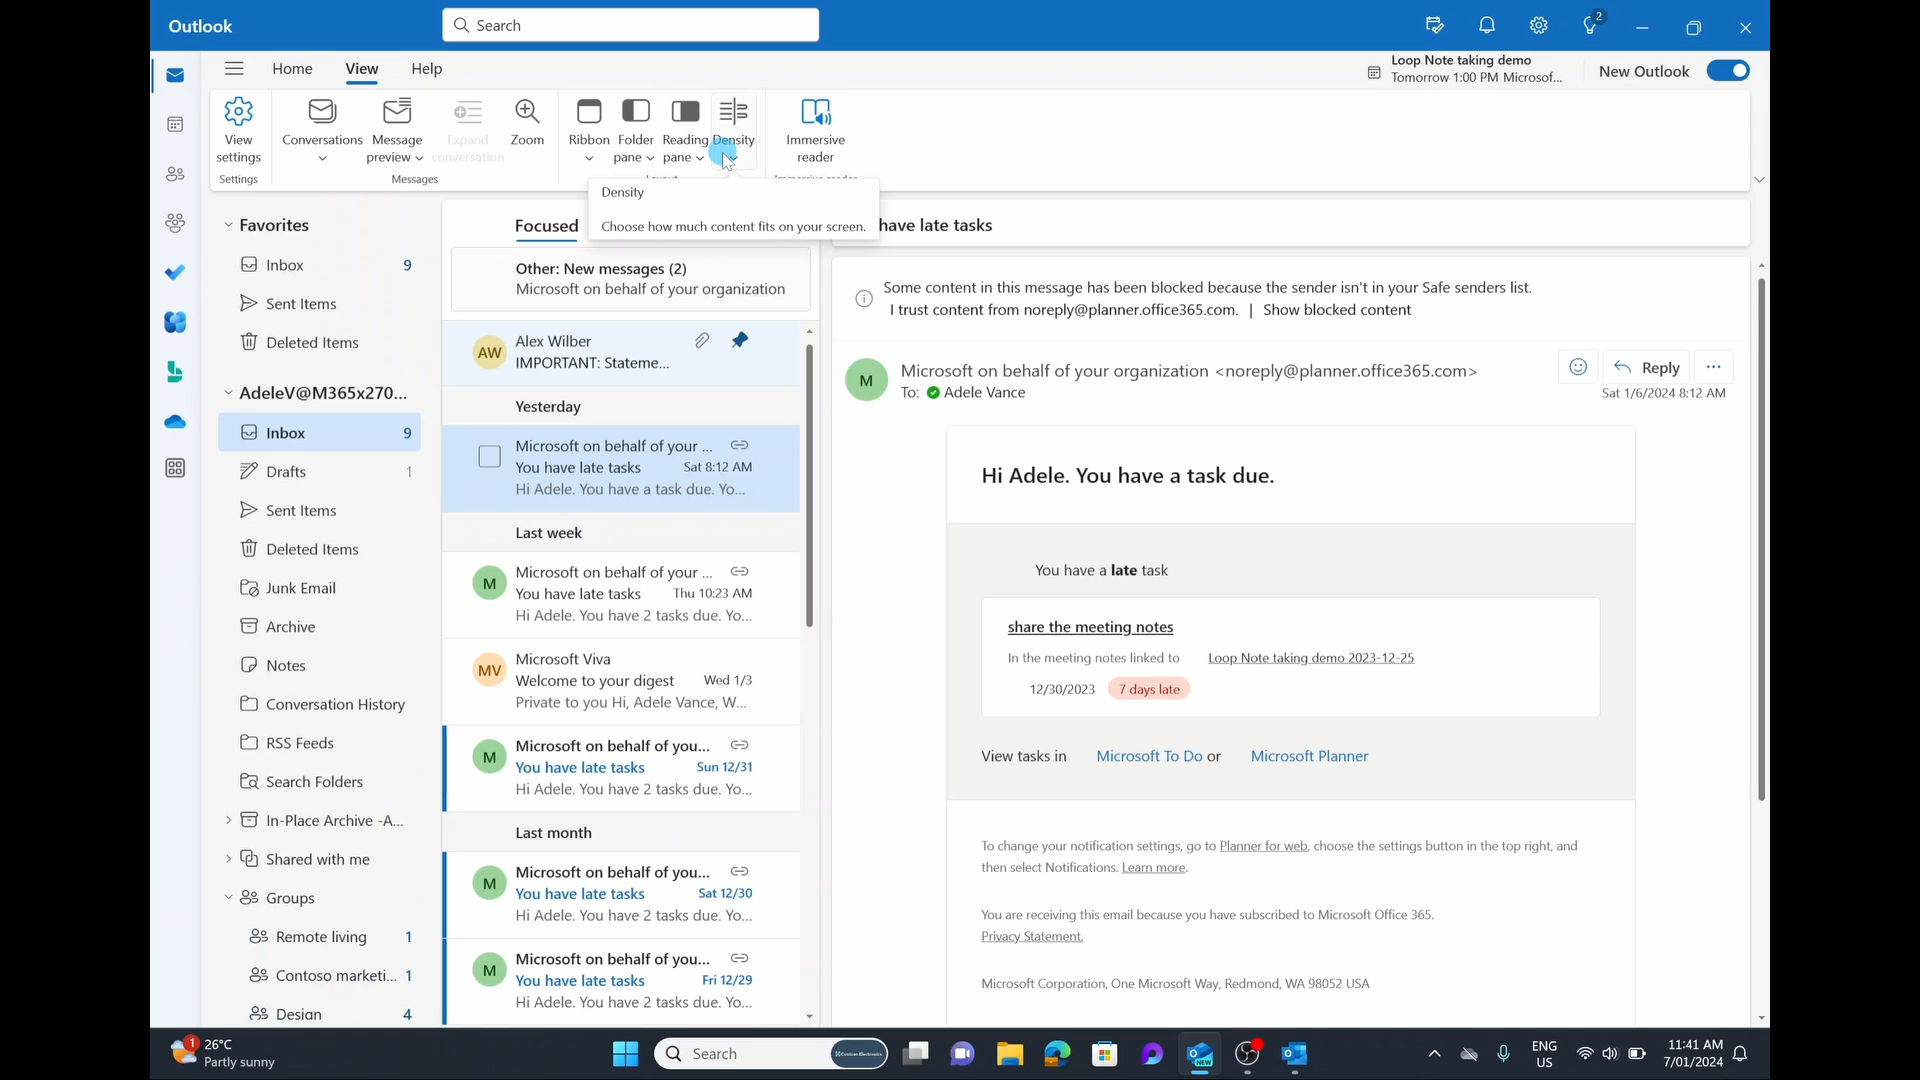 Outlook
Search
2
Home
View
Help
Loop Note taking demo
Tomorrow 1:00 PM Microsof...
New Outlook
View
settings
Settings
Conversations
Message
preview
Expand
conversation
Zoom
Messages
Ribbon
Folder
pane
Reading
pane
Density
Immersive
reader
Density
Choose how much content fits on your screen.
Favorites
Inbox 9
Sent Items
Deleted Items
AdeleV@M365x270...
Inbox 9
Drafts 1
Sent Items
Deleted Items
Junk Email
Archive
Notes
Conversation History
RSS Feeds
Search Folders
In-Place Archive -A...
Shared with me
Groups
Remote living 1
Contoso marketi... 1
Design 4
Focused
Other: New messages (2)
Microsoft on behalf of your organization
AW
Alex Wilber
IMPORTANT: Stateme...
Yesterday
Microsoft on behalf of your ...
You have late tasks Sat 8:12 AM
Hi Adele. You have a task due. Yo...
Last week
M
Microsoft on behalf of your ...
You have late tasks Thu 10:23 AM
Hi Adele. You have 2 tasks due. Yo...
MV
Microsoft Viva
Welcome to your digest Wed 1/3
Private to you Hi, Adele Vance, W...
M
Microsoft on behalf of you...
You have late tasks Sun 12/31
Hi Adele. You have 2 tasks due. Yo...
Last month
M
Microsoft on behalf of you...
You have late tasks Sat 12/30
Hi Adele. You have 2 tasks due. Yo...
M
Microsoft on behalf of you...
You have late tasks Fri 12/29
Hi Adele. You have 2 tasks due. Yo...
have late tasks
Some content in this message has been blocked because the sender isn't in your Safe senders list.
I trust content from noreply@planner.office365.com. | Show blocked content
M
Microsoft on behalf of your organization <noreply@planner.office365.com>
To: Adele Vance
Reply
Sat 1/6/2024 8:12 AM
Hi Adele. You have a task due.
You have a late task
share the meeting notes
In the meeting notes linked to Loop Note taking demo 2023-12-25
12/30/2023 7 days late
View tasks in Microsoft To Do or Microsoft Planner
To change your notification settings, go to Planner for web, choose the settings button in the top right, and
then select Notifications. Learn more.
You are receiving this email because you have subscribed to Microsoft Office 365.
Privacy Statement.
Microsoft Corporation, One Microsoft Way, Redmond, WA 98052 USA
1
26°C
Partly sunny
Search
NEW
ENG
US
11:41 AM
7/01/2024